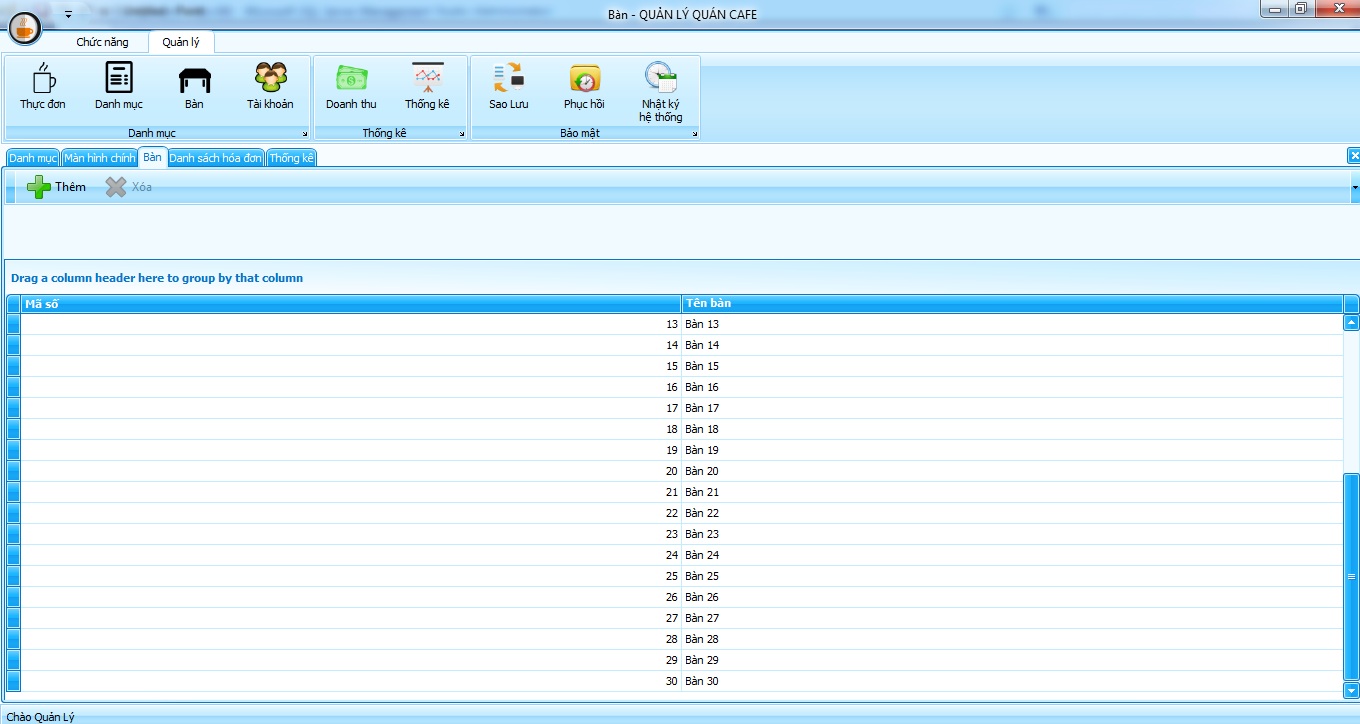 Bàn - QUẢN LÝ QUÁN CAFE
Chức năng Quản lý
Thực đơn Danh mục Bàn Tài khoản Doanh thu Thống kê Sao Lưu Phục hồi Nhật ký hệ thống
Danh mục Thống kê Bảo mật
Danh mục Màn hình chính Bàn Danh sách hóa đơn Thống kê
Thêm Xóa
Drag a column header here to group by that column
Mã số Tên bàn
13 Bàn 13
14 Bàn 14
15 Bàn 15
16 Bàn 16
17 Bàn 17
18 Bàn 18
19 Bàn 19
20 Bàn 20
21 Bàn 21
22 Bàn 22
23 Bàn 23
24 Bàn 24
25 Bàn 25
26 Bàn 26
27 Bàn 27
28 Bàn 28
29 Bàn 29
30 Bàn 30
Chào Quản Lý